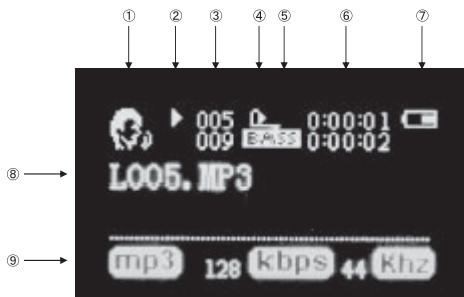 ① ② ③ ④ ⑤ ⑥ ⑦
005 0:00:01
009 BASS 0:00:02
⑧ L005.MP3
⑨ mp3 128 kbps 44 Khz